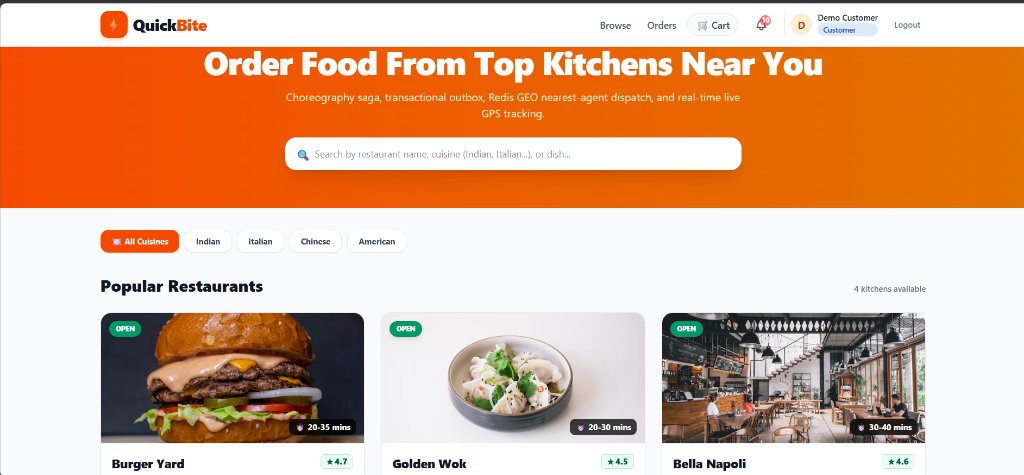 QuickBite
Browse
Orders
Cart
10
D
Demo Customer
Customer
Logout
Order Food From Top Kitchens Near You
Choreography saga, transactional outbox, Redis GEO nearest-agent dispatch, and real-time live
GPS tracking.
Search by restaurant name, cuisine (Indian, Italian...), or dish...
All Cuisines
Indian
Italian
Chinese
American
Popular Restaurants
4 kitchens available
OPEN
20-35 mins
OPEN
20-30 mins
OPEN
30-40 mins
Burger Yard
★ 4.7
Golden Wok
★ 4.5
Bella Napoli
★ 4.6